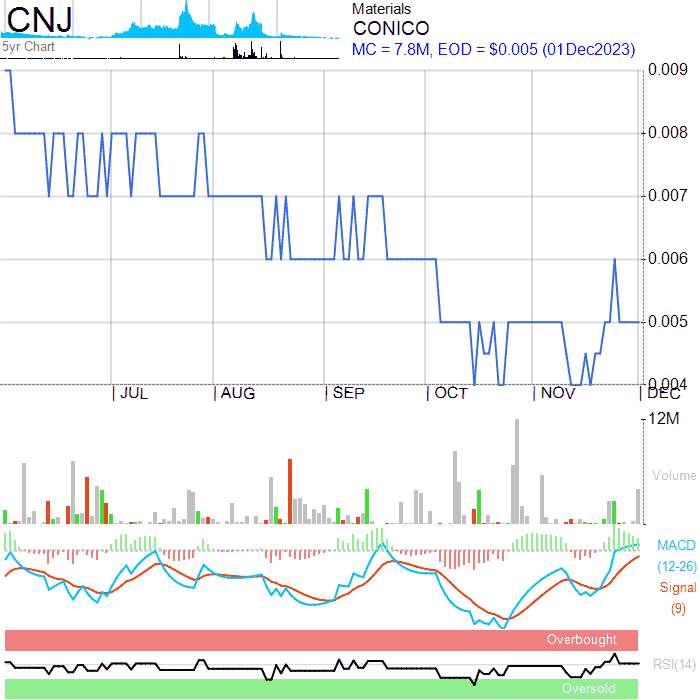 CNJ
5yr Chart
Materials
CONICO
MC = 7.8M, EOD = $0.005 (01Dec2023)
0.009
0.008
0.007
0.006
0.005
0.004
JUL
AUG
SEP
OCT
NOV
DEC
12M
Volume
MACD
(12-26)
Signal
(9)
Overbought
RSI(14)
Oversold